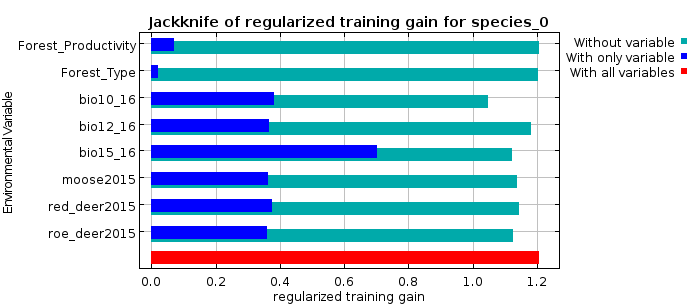 Jackknife of regularized training gain for species_0
Without variable
With only variable
With all variables
Environmental Variable
Forest_Productivity
Forest_Type
bio10_16
bio12_16
bio15_16
moose2015
red_deer2015
roe_deer2015
0.0 0.2 0.4 0.6 0.8 1.0 1.2
regularized training gain